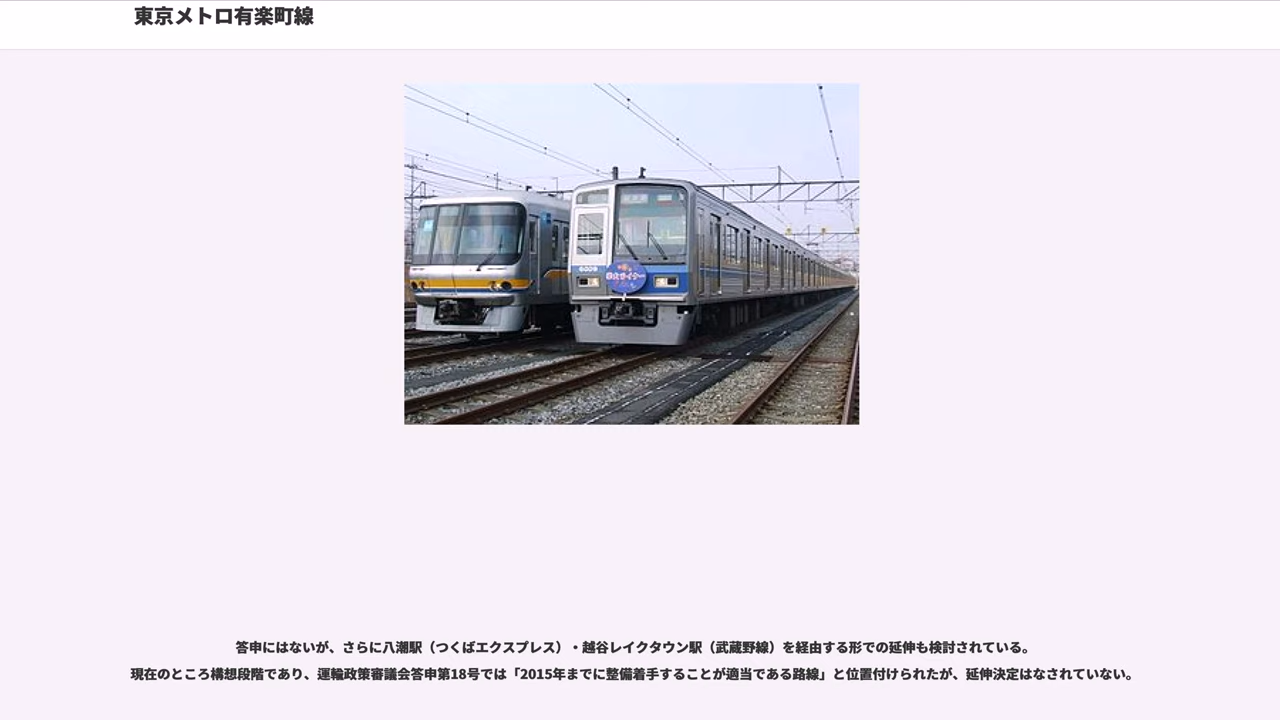 東京メトロ有楽町線
答申にはないが、さらに八潮駅（つくばエクスプレス）・越谷レイクタウン駅（武蔵野線）を経由する形での延伸も検討されている。
現在のところ構想段階であり、運輸政策審議会答申第18号では「2015年までに整備着手することが適当である路線」と位置付けられたが、延伸決定はなされていない。